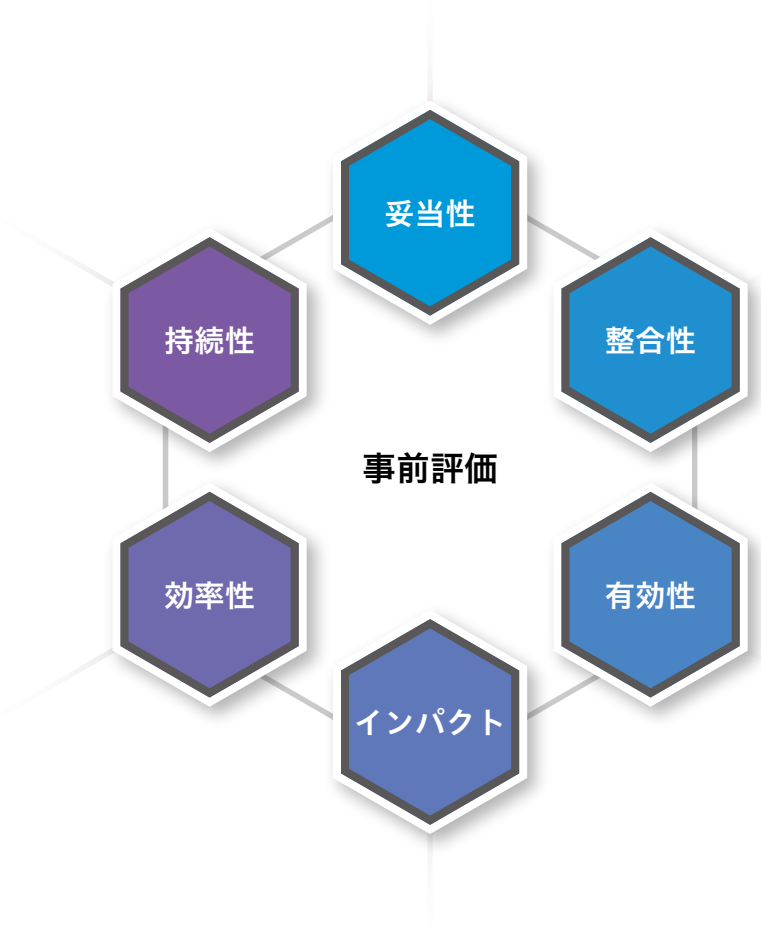 妥当性
持続性
整合性
事前評価
効率性
有効性
インパクト